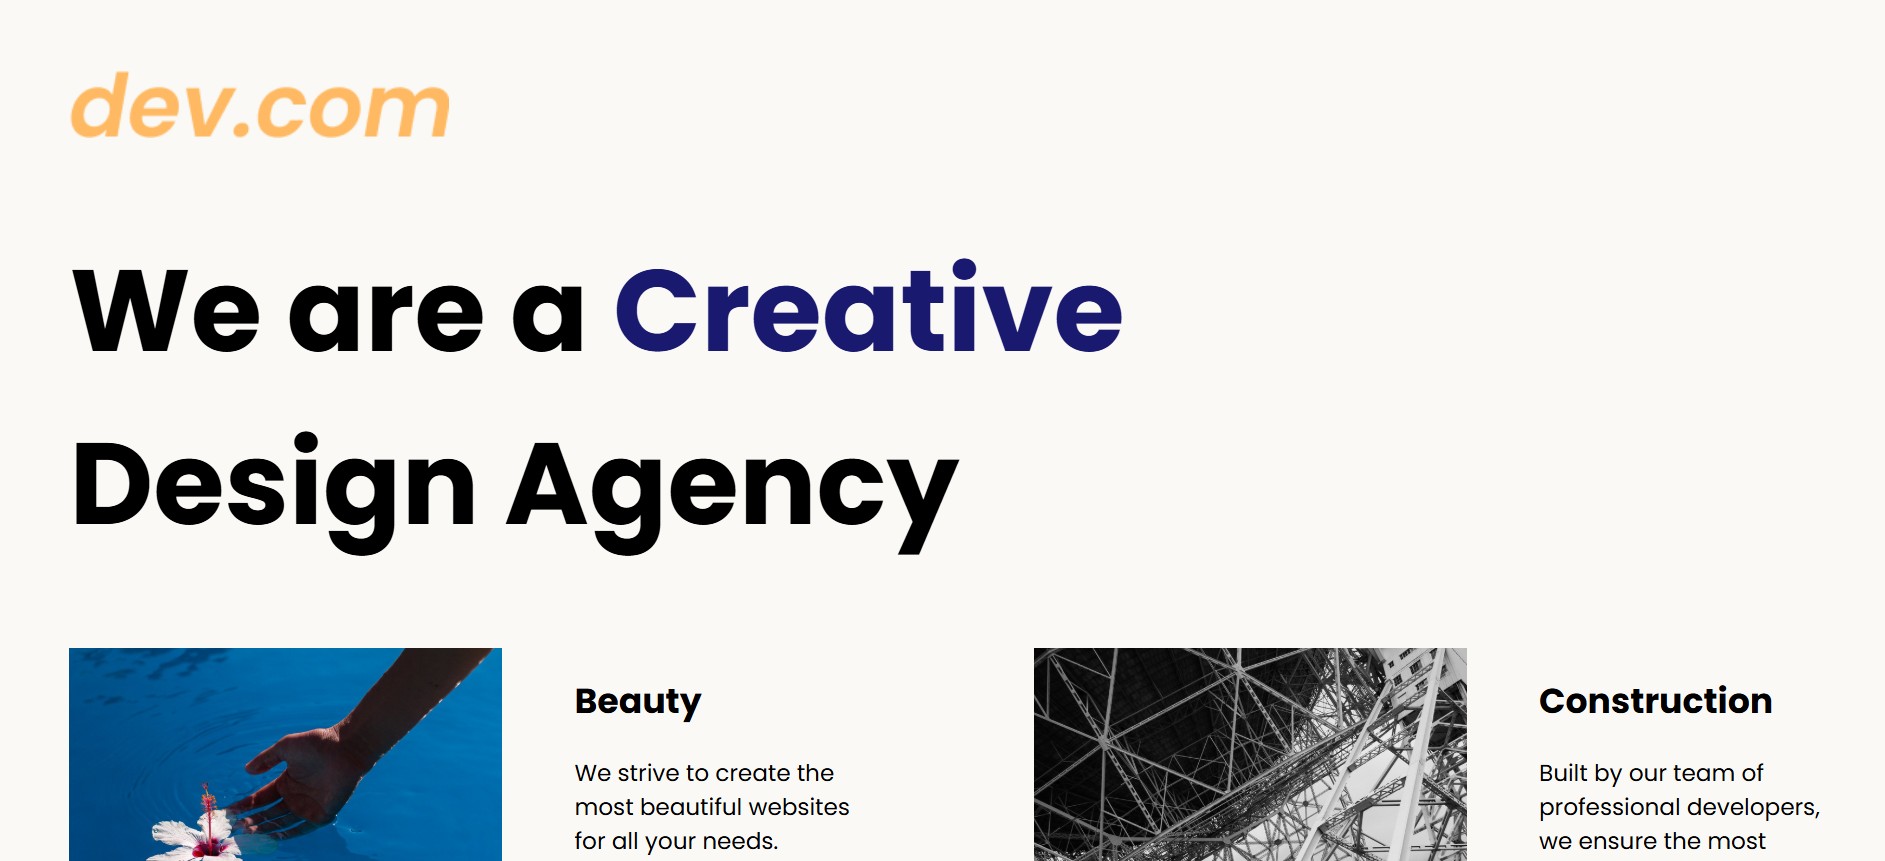 dev.com
We are a Creative
Design Agency
Beauty
We strive to create the
most beautiful websites
for all your needs.
Construction
Built by our team of
professional developers,
we ensure the most